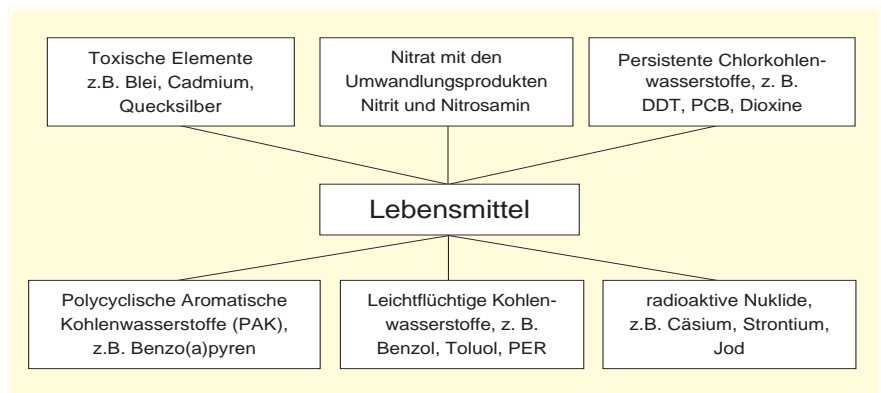 Toxische Elemente
z.B. Blei, Cadmium,
Quecksilber
Nitrat mit den
Umwandlungsprodukten
Nitrit und Nitrosamin
Persistente Chlorkohlen-
wasserstoffe, z. B.
DDT, PCB, Dioxine
Lebensmittel
Polycyclische Aromatische
Kohlenwasserstoffe (PAK),
z.B. Benzo(a)pyren
Leichtflüchtige Kohlen-
wasserstoffe, z. B.
Benzol, Toluol, PER
radioaktive Nuklide,
z.B. Cäsium, Strontium,
Jod